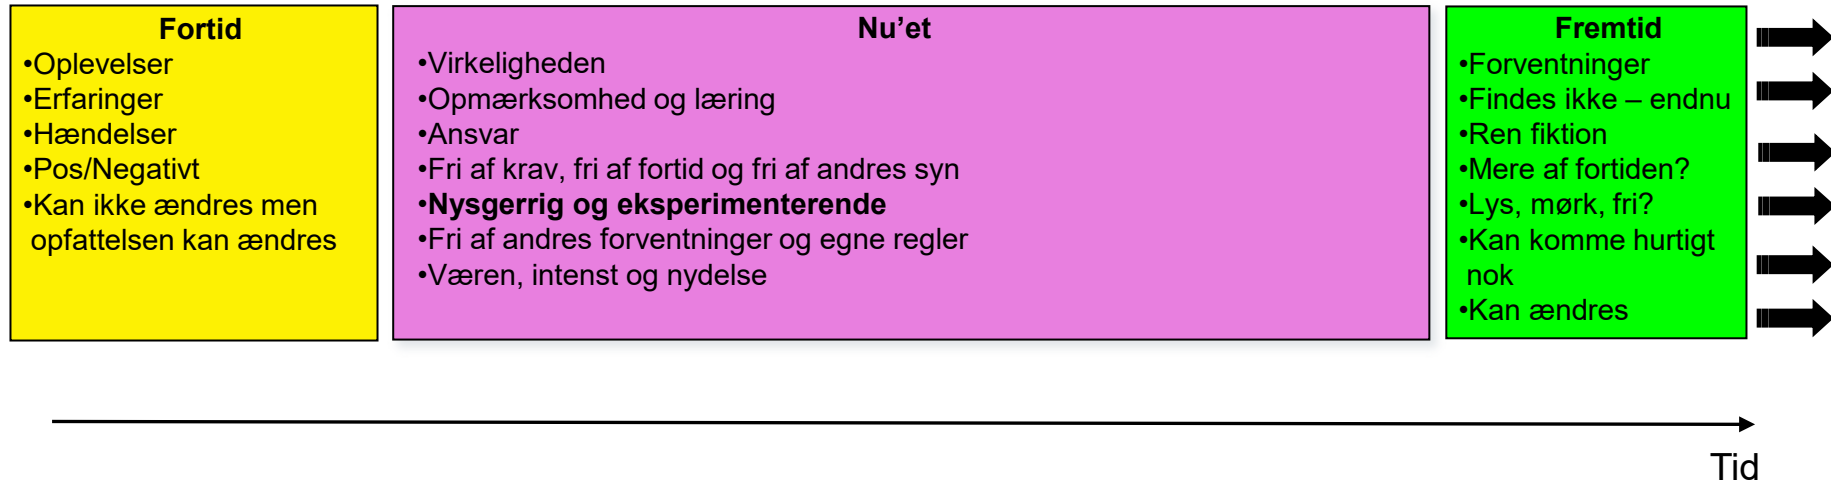 Fortid
•Oplevelser
•Erfaringer
•Hændelser
•Pos/Negativt
•Kan ikke ændres men
opfattelsen kan ændres
Nu’et
•Virkeligheden
•Opmærksomhed og læring
•Ansvar
•Fri af krav, fri af fortid og fri af andres syn
•Nysgerrig og eksperimenterende
•Fri af andres forventninger og egne regler
•Væren, intenst og nydelse
Fremtid
•Forventninger
•Findes ikke – endnu
•Ren fiktion
•Mere af fortiden?
•Lys, mørk, fri?
•Kan komme hurtigt
nok
•Kan ændres
Tid